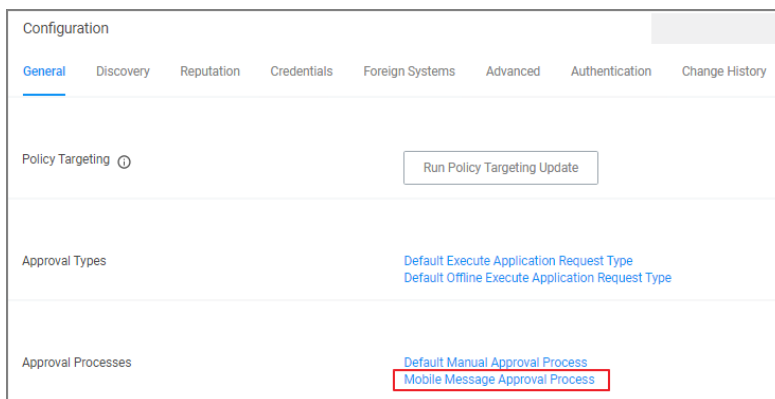 Configuration
General Discovery Reputation Credentials Foreign Systems Advanced Authentication Change History
Policy Targeting
Run Policy Targeting Update
Approval Types
Default Execute Application Request Type
Default Offline Execute Application Request Type
Approval Processes
Default Manual Approval Process
Mobile Message Approval Process